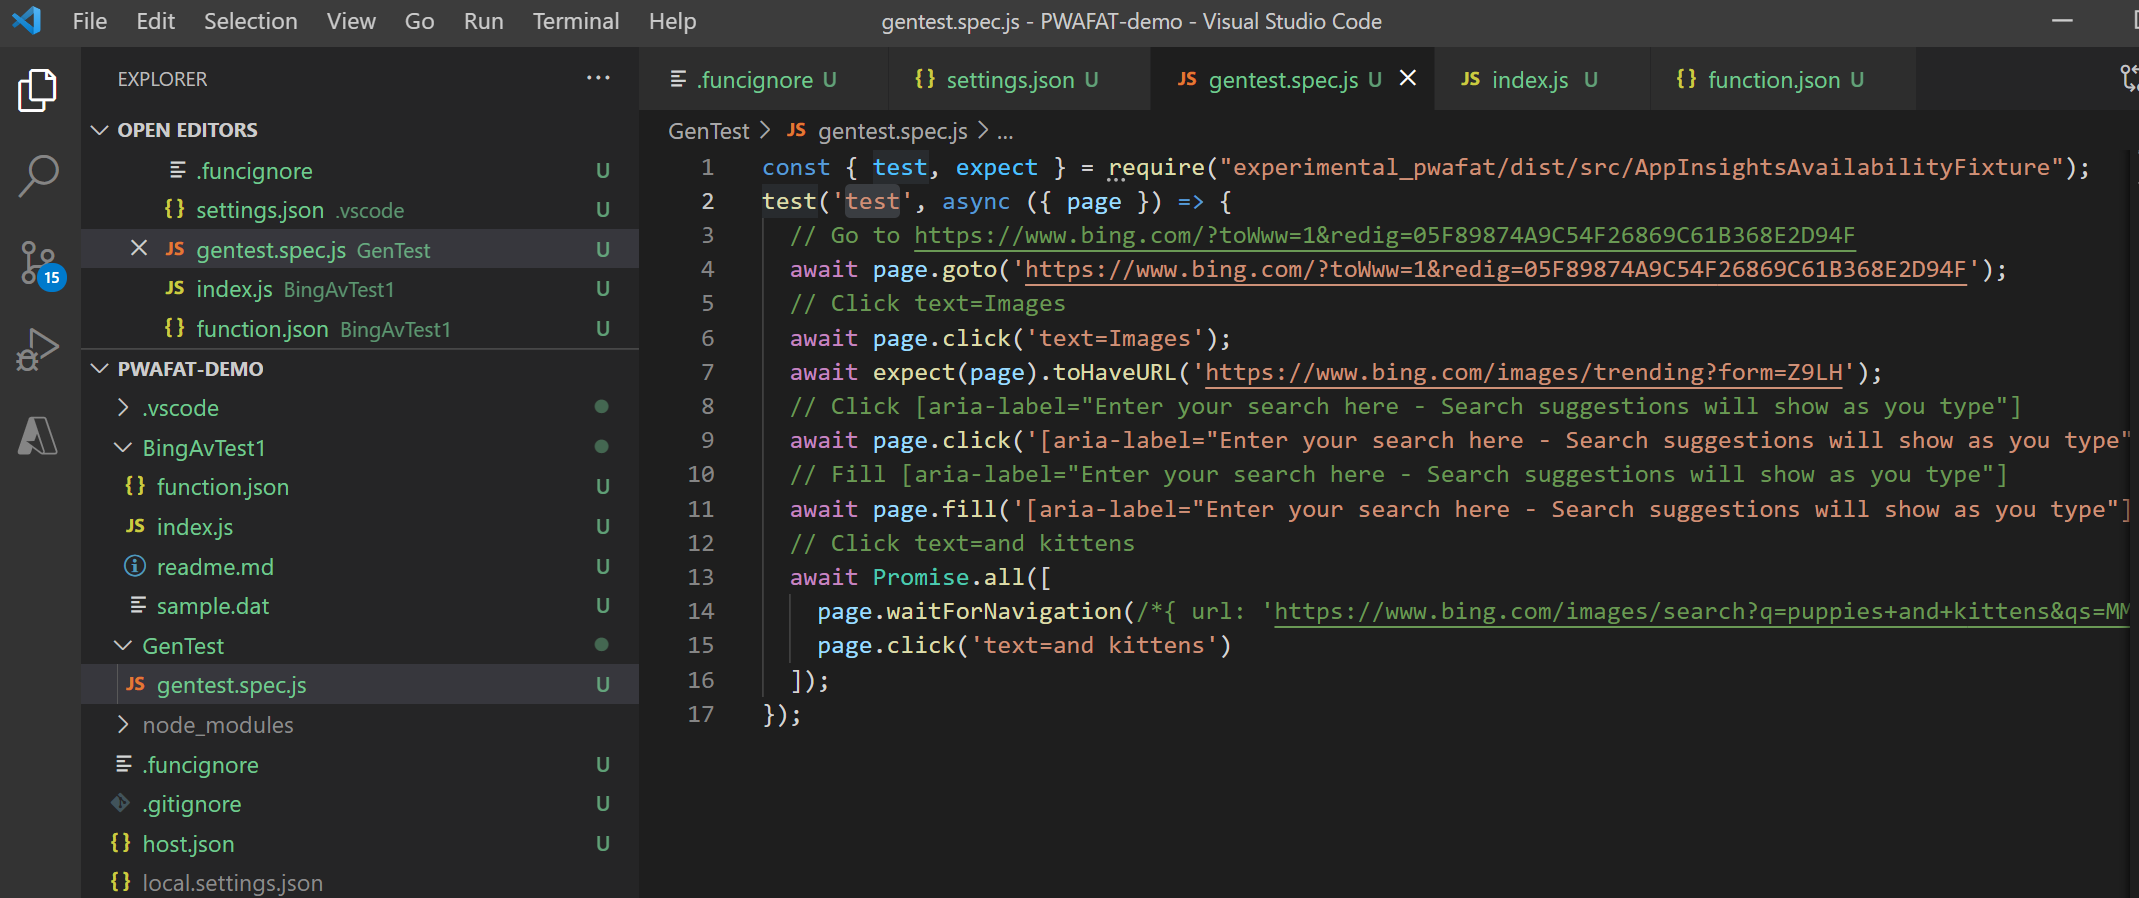 File Edit Selection View Go Run Terminal Help gentest.spec.js - PWAFAT-demo - Visual Studio Code
EXPLORER ...
OPEN EDITORS
.funcignore U
{} settings.json .vscode U
JS gentest.spec.js GenTest U
JS index.js BingAvTest1 U
{} function.json BingAvTest1 U
PWAFAT-DEMO
.vscode
BingAvTest1
{} function.json U
JS index.js U
readme.md U
sample.dat U
GenTest
JS gentest.spec.js U
node_modules
.funcignore U
.gitignore U
{} host.json U
{} local.settings.json
15
.funcignore U {} settings.json U JS gentest.spec.js U JS index.js U {} function.json U
GenTest > JS gentest.spec.js > ...
1 const { test, expect } = require("experimental_pwafat/dist/src/AppInsightsAvailabilityFixture");
2 test('test', async ({ page }) => {
3 // Go to https://www.bing.com/?toWww=1&redig=05F89874A9C54F26869C61B368E2D94F
4 await page.goto('https://www.bing.com/?toWww=1&redig=05F89874A9C54F26869C61B368E2D94F');
5 // Click text=Images
6 await page.click('text=Images');
7 await expect(page).toHaveURL('https://www.bing.com/images/trending?form=Z9LH');
8 // Click [aria-label="Enter your search here - Search suggestions will show as you type"]
9 await page.click('[aria-label="Enter your search here - Search suggestions will show as you type"
10 // Fill [aria-label="Enter your search here - Search suggestions will show as you type"]
11 await page.fill('[aria-label="Enter your search here - Search suggestions will show as you type"]
12 // Click text=and kittens
13 await Promise.all([
14 page.waitForNavigation(/*{ url: 'https://www.bing.com/images/search?q=puppies+and+kittens&qs=MM
15 page.click('text=and kittens')
16 ]);
17 });